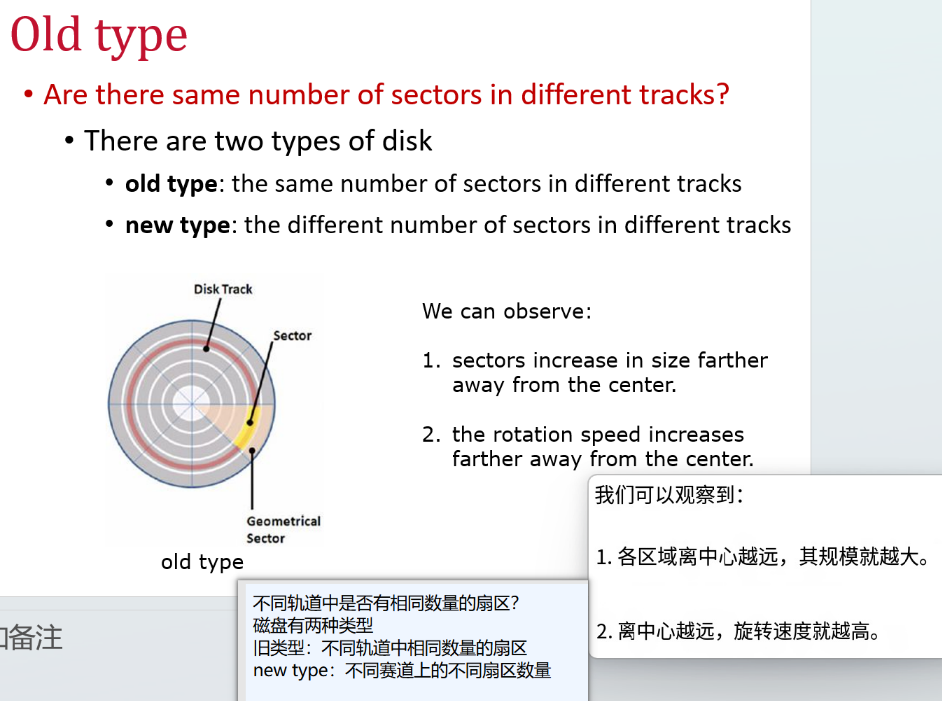 Old type
• Are there same number of sectors in different tracks?
• There are two types of disk
• old type: the same number of sectors in different tracks
• new type: the different number of sectors in different tracks
Disk Track
Sector
Geometrical
Sector
old type
We can observe:
1. sectors increase in size farther
away from the center.
2. the rotation speed increases
farther away from the center.
我们可以观察到：
1. 各区域离中心越远，其规模就越大。
2. 离中心越远，旋转速度就越高。
不同轨道中是否有相同数量的扇区？
磁盘有两种类型
旧类型：不同轨道中相同数量的扇区
new type：不同赛道上的不同扇区数量
备注